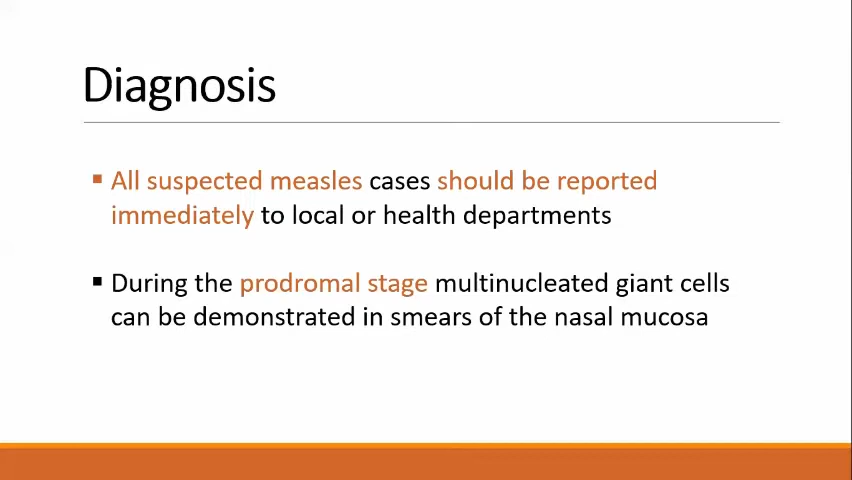 Diagnosis
▪ All suspected measles cases should be reported
immediately to local or health departments
▪ During the prodromal stage multinucleated giant cells
can be demonstrated in smears of the nasal mucosa